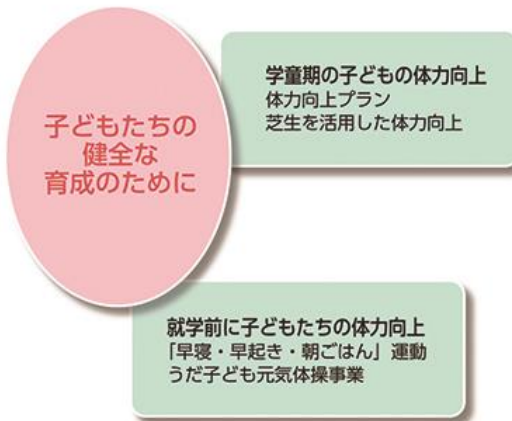 子どもたちの
健全な
育成のために
学童期の子どもの体力向上
体力向上プラン
芝生を活用した体力向上
就学前に子どもたちの体力向上
「早寝・早起き・朝ごはん」運動
うだ子ども元気体操事業